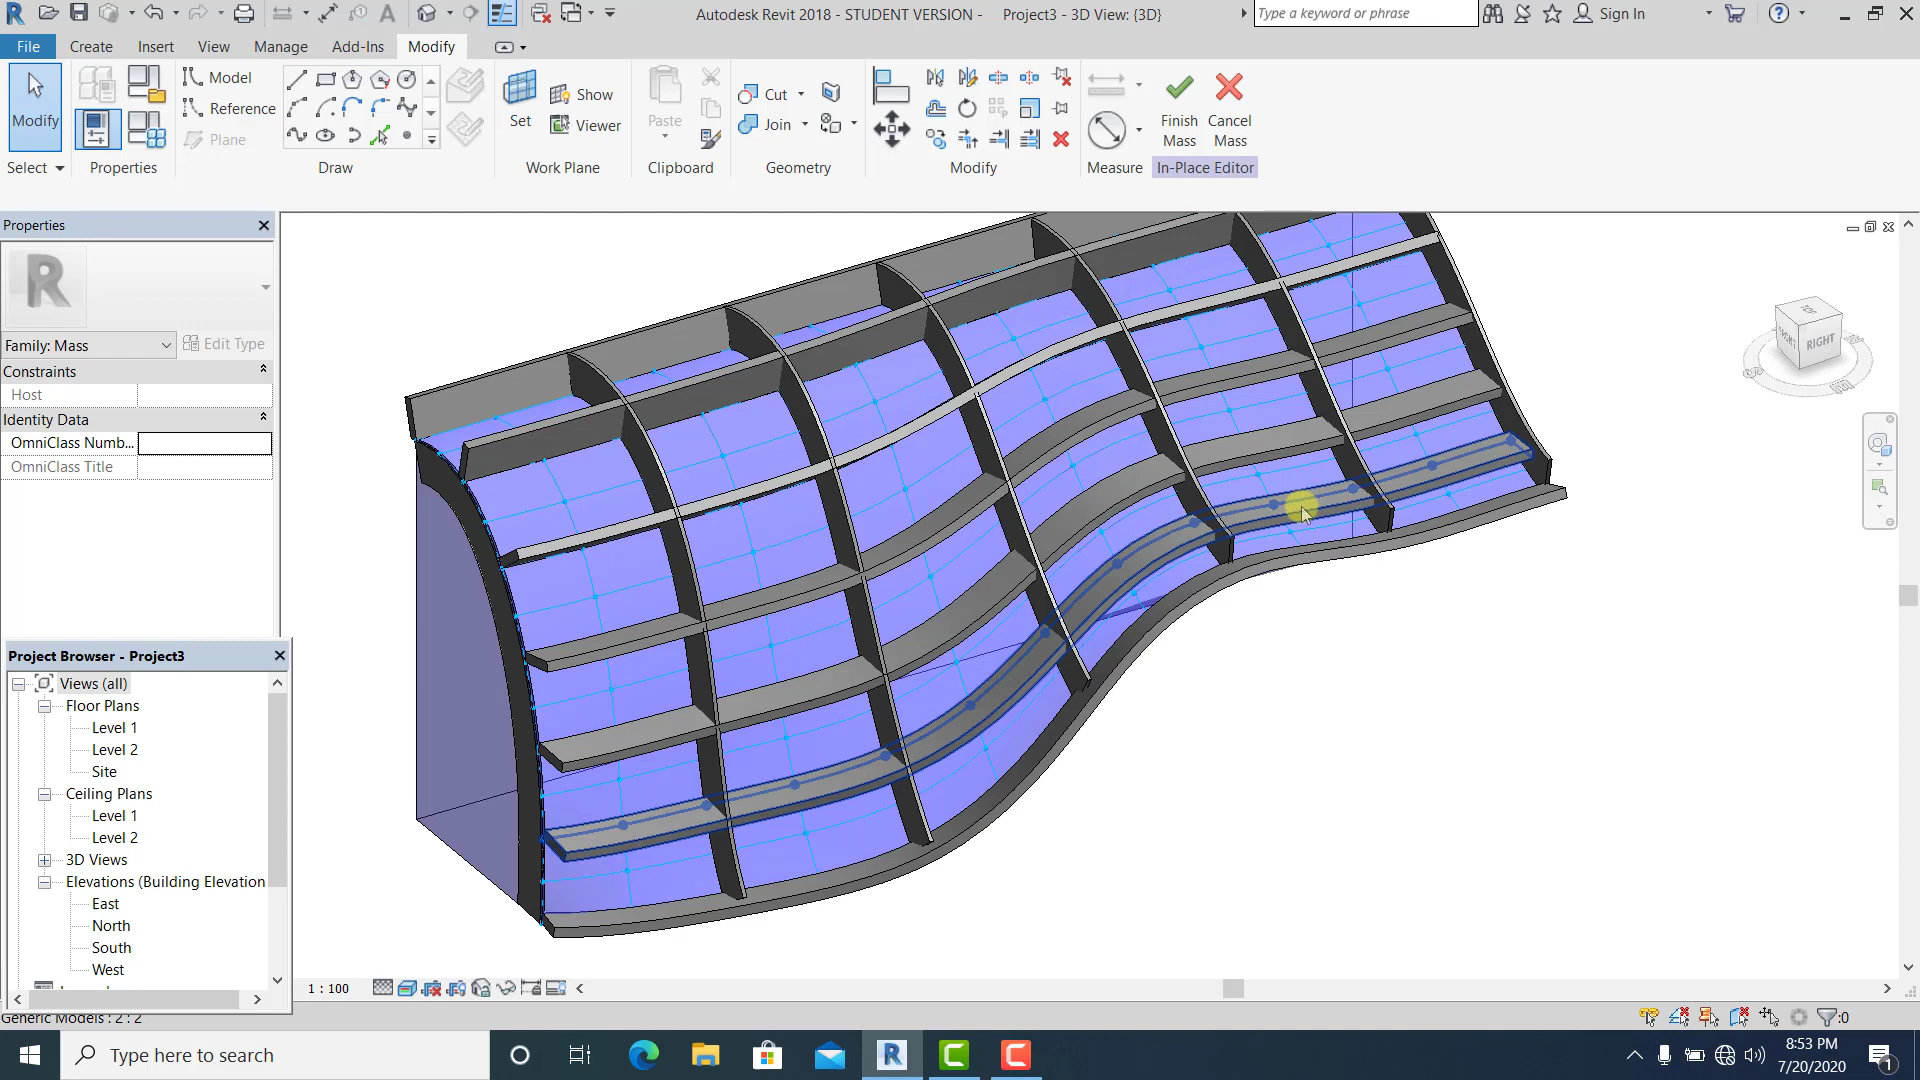 Autodesk Revit 2018 - STUDENT VERSION -
Project3 - 3D View: {3D}
Type a keyword or phrase
Sign In
File
Create
Insert
View
Manage
Add-Ins
Modify
Modify
Select
Properties
Model
Reference
Plane
Draw
Set
Show
Viewer
Work Plane
Paste
Clipboard
Cut
Join
Geometry
Modify
Measure
Finish
Mass
Cancel
Mass
In-Place Editor
Properties
Family: Mass
Edit Type
Constraints
Host
Identity Data
OmniClass Numb...
OmniClass Title
RIGHT
Project Browser - Project3
Views (all)
Floor Plans
Level 1
Level 2
Site
Ceiling Plans
Level 1
Level 2
3D Views
Elevations (Building Elevation
East
North
South
West
1 : 100
Generic Models : 2 : 2
:0
Type here to search
8:53 PM
7/20/2020
1